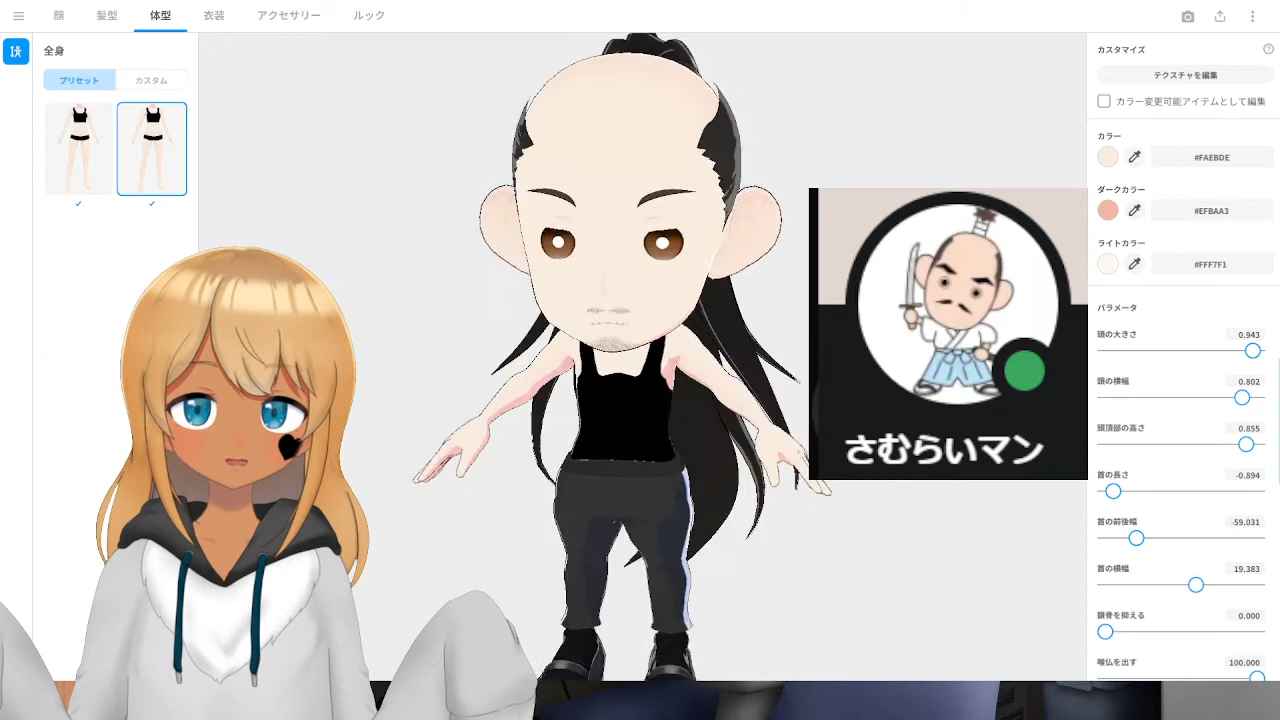 顔 髪型 体型 衣装 アクセサリー ルック
全身
プリセット カスタム
カスタマイズ
テクスチャを編集
カラー変更可能アイテムとして編集
カラー
#FAEBDE
ダークカラー
#EFBAA3
ライトカラー
#FFF7F1
パラメータ
頭の大きさ 0.943
頭の横幅 0.802
頭頂部の高さ 0.855
首の長さ -0.894
首の前後幅 -59.031
首の横幅 19.383
鎖骨を抑える 0.000
喉仏を出す 100.000
さむらいマン